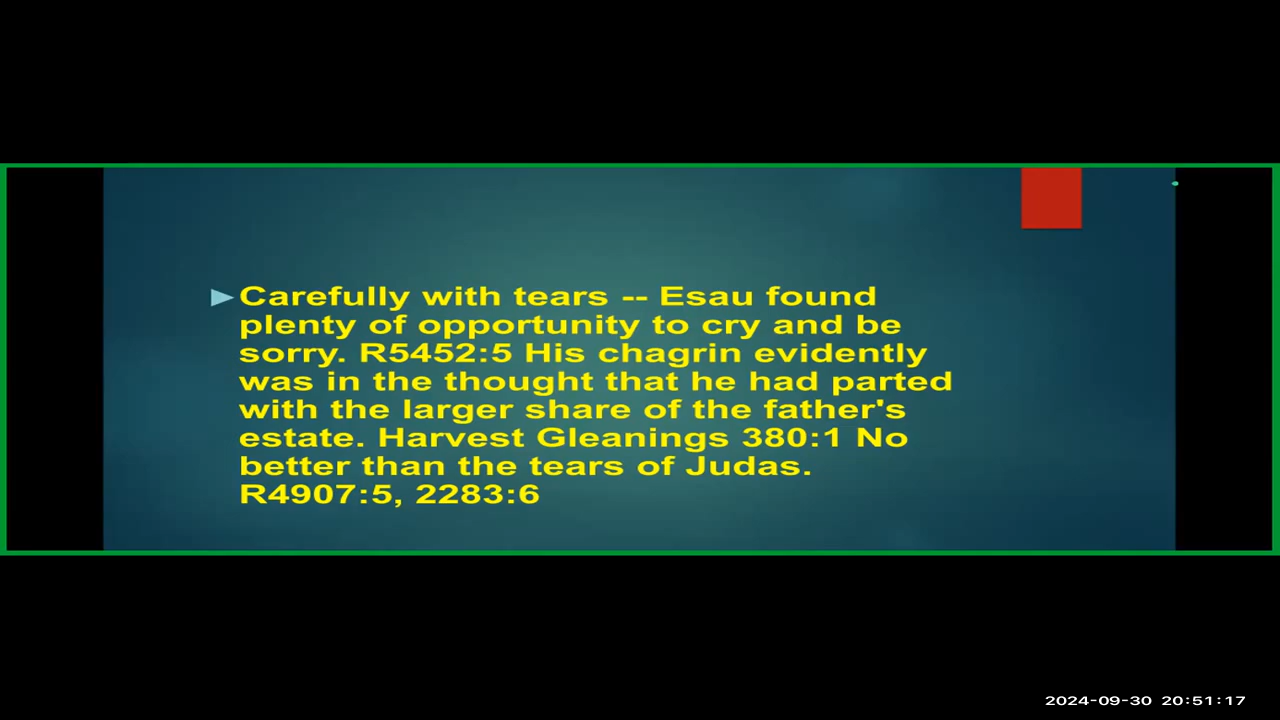 Carefully with tears -- Esau found
plenty of opportunity to cry and be
sorry. R5452:5 His chagrin evidently
was in the thought that he had parted
with the larger share of the father's
estate. Harvest Gleanings 380:1 No
better than the tears of Judas.
R4907:5, 2283:6
2024-09-30 20:51:17